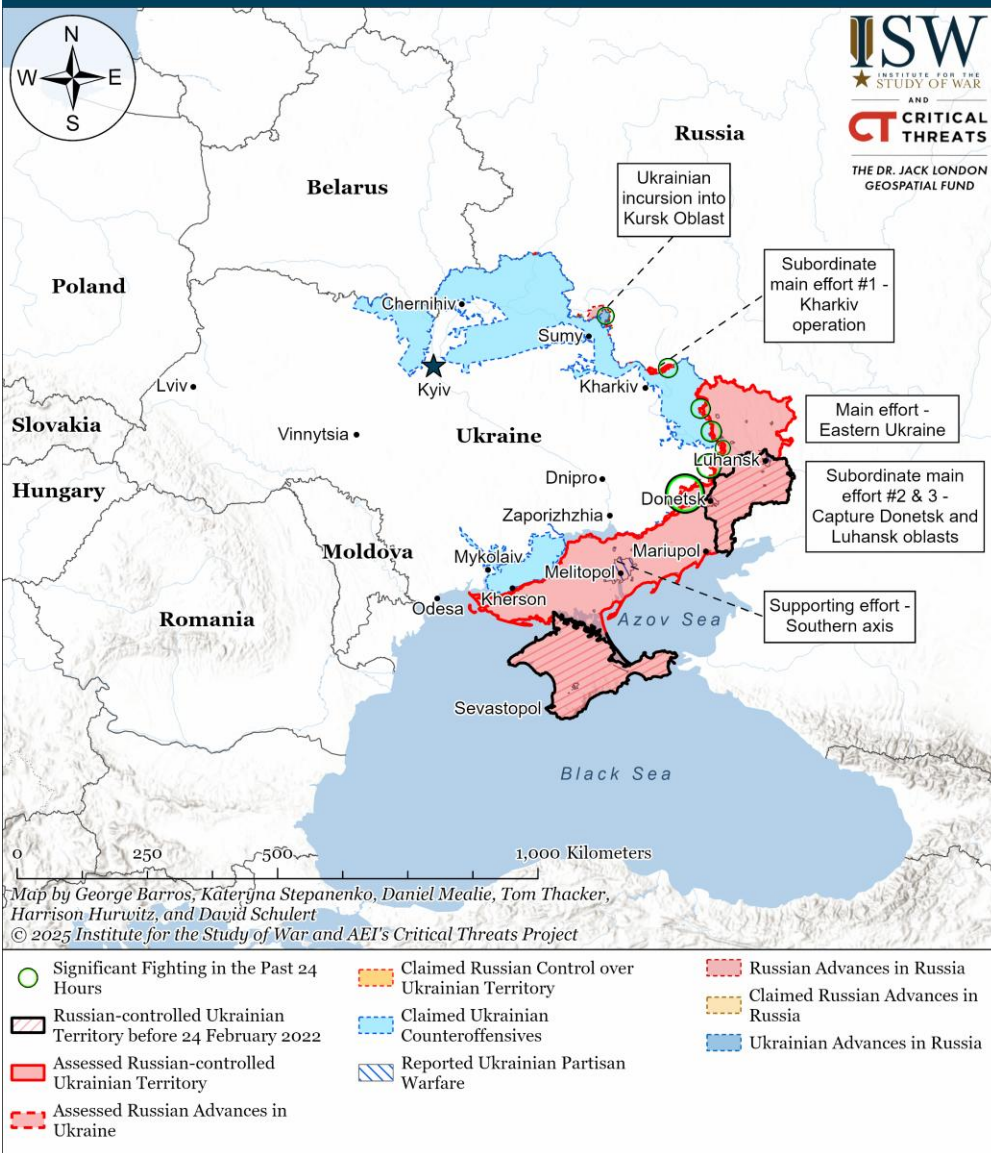 N
W
E
S
ISW
INSTITUTE FOR THE
STUDY OF WAR
AND
CT CRITICAL
THREATS
THE DR. JACK LONDON
GEOSPATIAL FUND
Russia
Belarus
Ukrainian
incursion into
Kursk Oblast
Subordinate
main effort #1 -
Kharkiv
operation
Poland
Chernihiv
Sumy
Kyiv
Kharkiv
Lviv
Slovakia
Vinnytsia
Ukraine
Main effort -
Eastern Ukraine
Luhansk
Hungary
Dnipro
Donetsk
Subordinate main
effort #2 & 3 -
Capture Donetsk and
Luhansk oblasts
Zaporizhzhia
Moldova
Mykolaiv
Mariupol
Melitopol
Kherson
Odesa
Romania
Azov Sea
Supporting effort -
Southern axis
Sevastopol
Black Sea
0
250
500
1,000 Kilometers
Map by George Barros, Kateryna Stepanenko, Daniel Mealie, Tom Thacker,
Harrison Hurwitz, and David Schulert
© 2025 Institute for the Study of War and AEI's Critical Threats Project
Significant Fighting in the Past 24
Hours
Russian-controlled Ukrainian
Territory before 24 February 2022
Assessed Russian-controlled
Ukrainian Territory
Assessed Russian Advances in
Ukraine
Claimed Russian Control over
Ukrainian Territory
Claimed Ukrainian
Counteroffensives
Reported Ukrainian Partisan
Warfare
Russian Advances in Russia
Claimed Russian Advances in
Russia
Ukrainian Advances in Russia